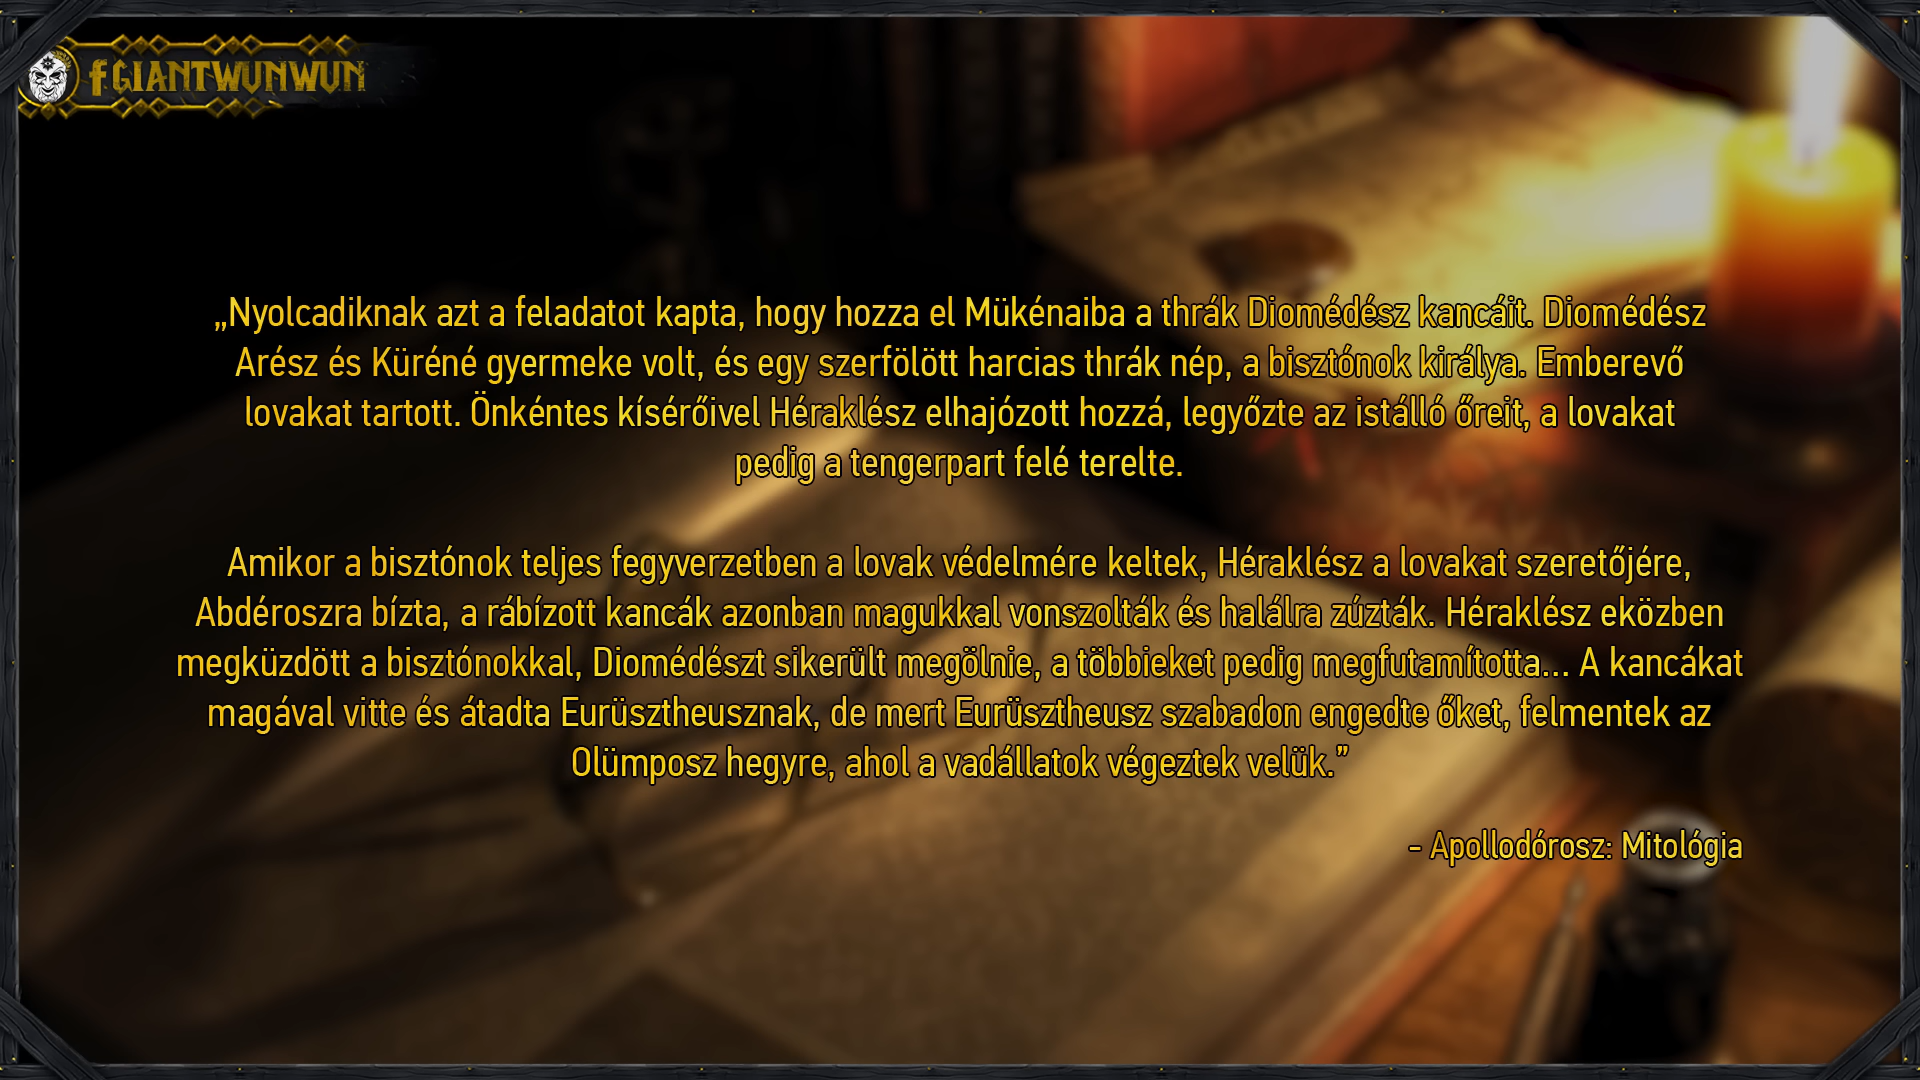 FGIANTWUNWUN
„Nyolcadiknak azt a feladatot kapta, hogy hozza el Mükénaiba a thrák Diomédész kancáit. Diomédész
Arész és Küréné gyermeke volt, és egy szerfölött harcias thrák nép, a bisztónok királya. Emberevő
lovakat tartott. Önkéntes kísérőivel Héraklész elhajózott hozzá, legyőzte az istálló őreit, a lovakat
pedig a tengerpart felé terelte.
Amikor a bisztónok teljes fegyverzetben a lovak védelmére keltek, Héraklész a lovakat szeretőjére,
Abdéroszra bízta, a rábízott kancák azonban magukkal vonszolták és halálra zúzták. Héraklész eközben
megküzdött a bisztónokkal, Diomédészt sikerült megölnie, a többieket pedig megfutamította... A kancákat
magával vitte és átadta Eurüsztheusznak, de mert Eurüsztheusz szabadon engedte őket, felmentek az
Olümposz hegyre, ahol a vadállatok végeztek velük.”
- Apollodórosz: Mitológia